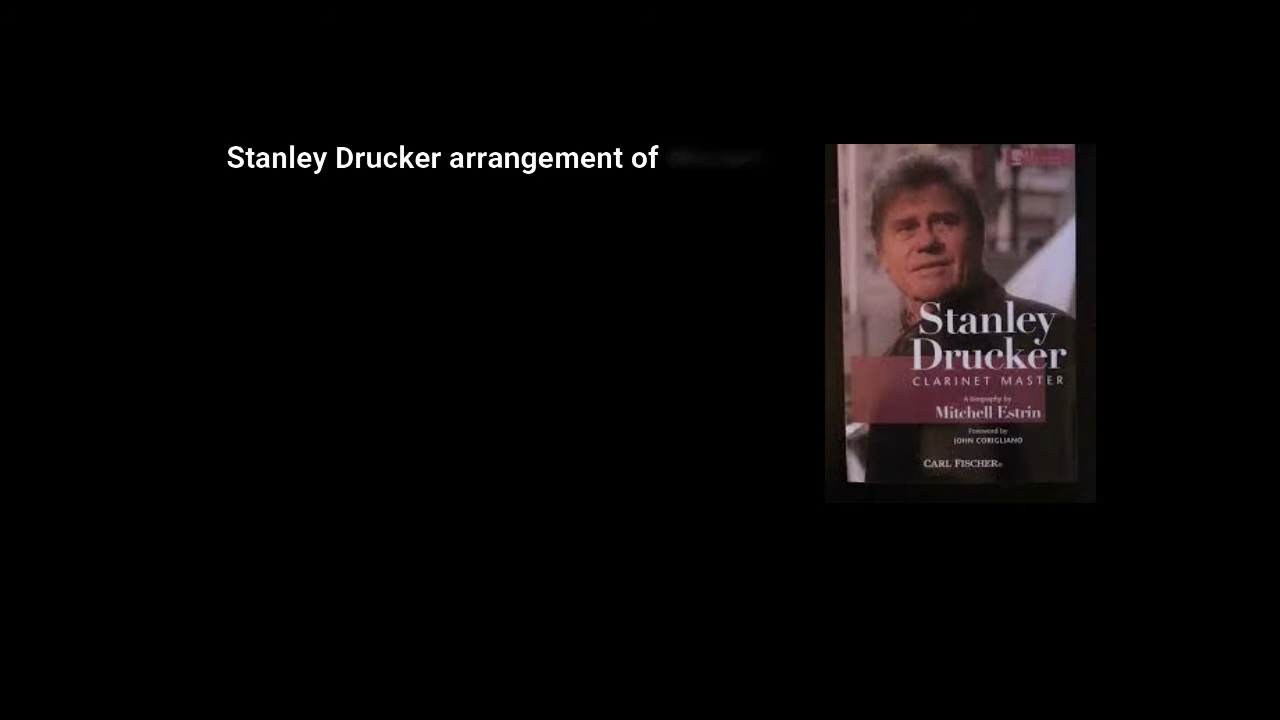 Stanley Drucker arrangement of
Stanley
Drucker
CLARINET MASTER
A biography by
Mitchell Estrin
Foreword by
JOHN CORIGLIANO
CARL FISCHER®